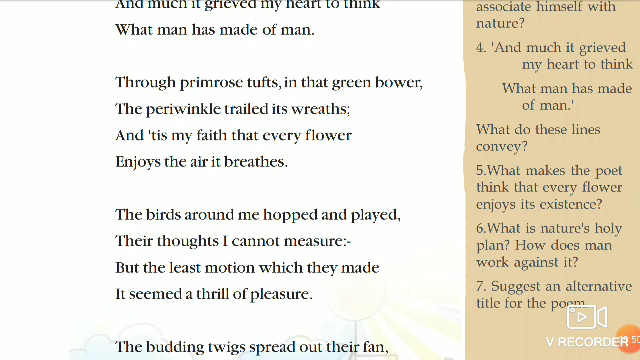 And much it grieved my heart to think
What man has made of man.
Through primrose tufts, in that green bower,
The periwinkle trailed its wreaths;
And 'tis my faith that every flower
Enjoys the air it breathes.
The birds around me hopped and played,
Their thoughts I cannot measure:-
But the least motion which they made
It seemed a thrill of pleasure.
The budding twigs spread out their fan,
associate himself with
nature?
4. 'And much it grieved
my heart to think
What man has made
of man.'
What do these lines
convey?
5.What makes the poet
think that every flower
enjoys its existence?
6.What is nature's holy
plan? How does man
work against it?
7. Suggest an alternative
title for the poem
V RECORDER